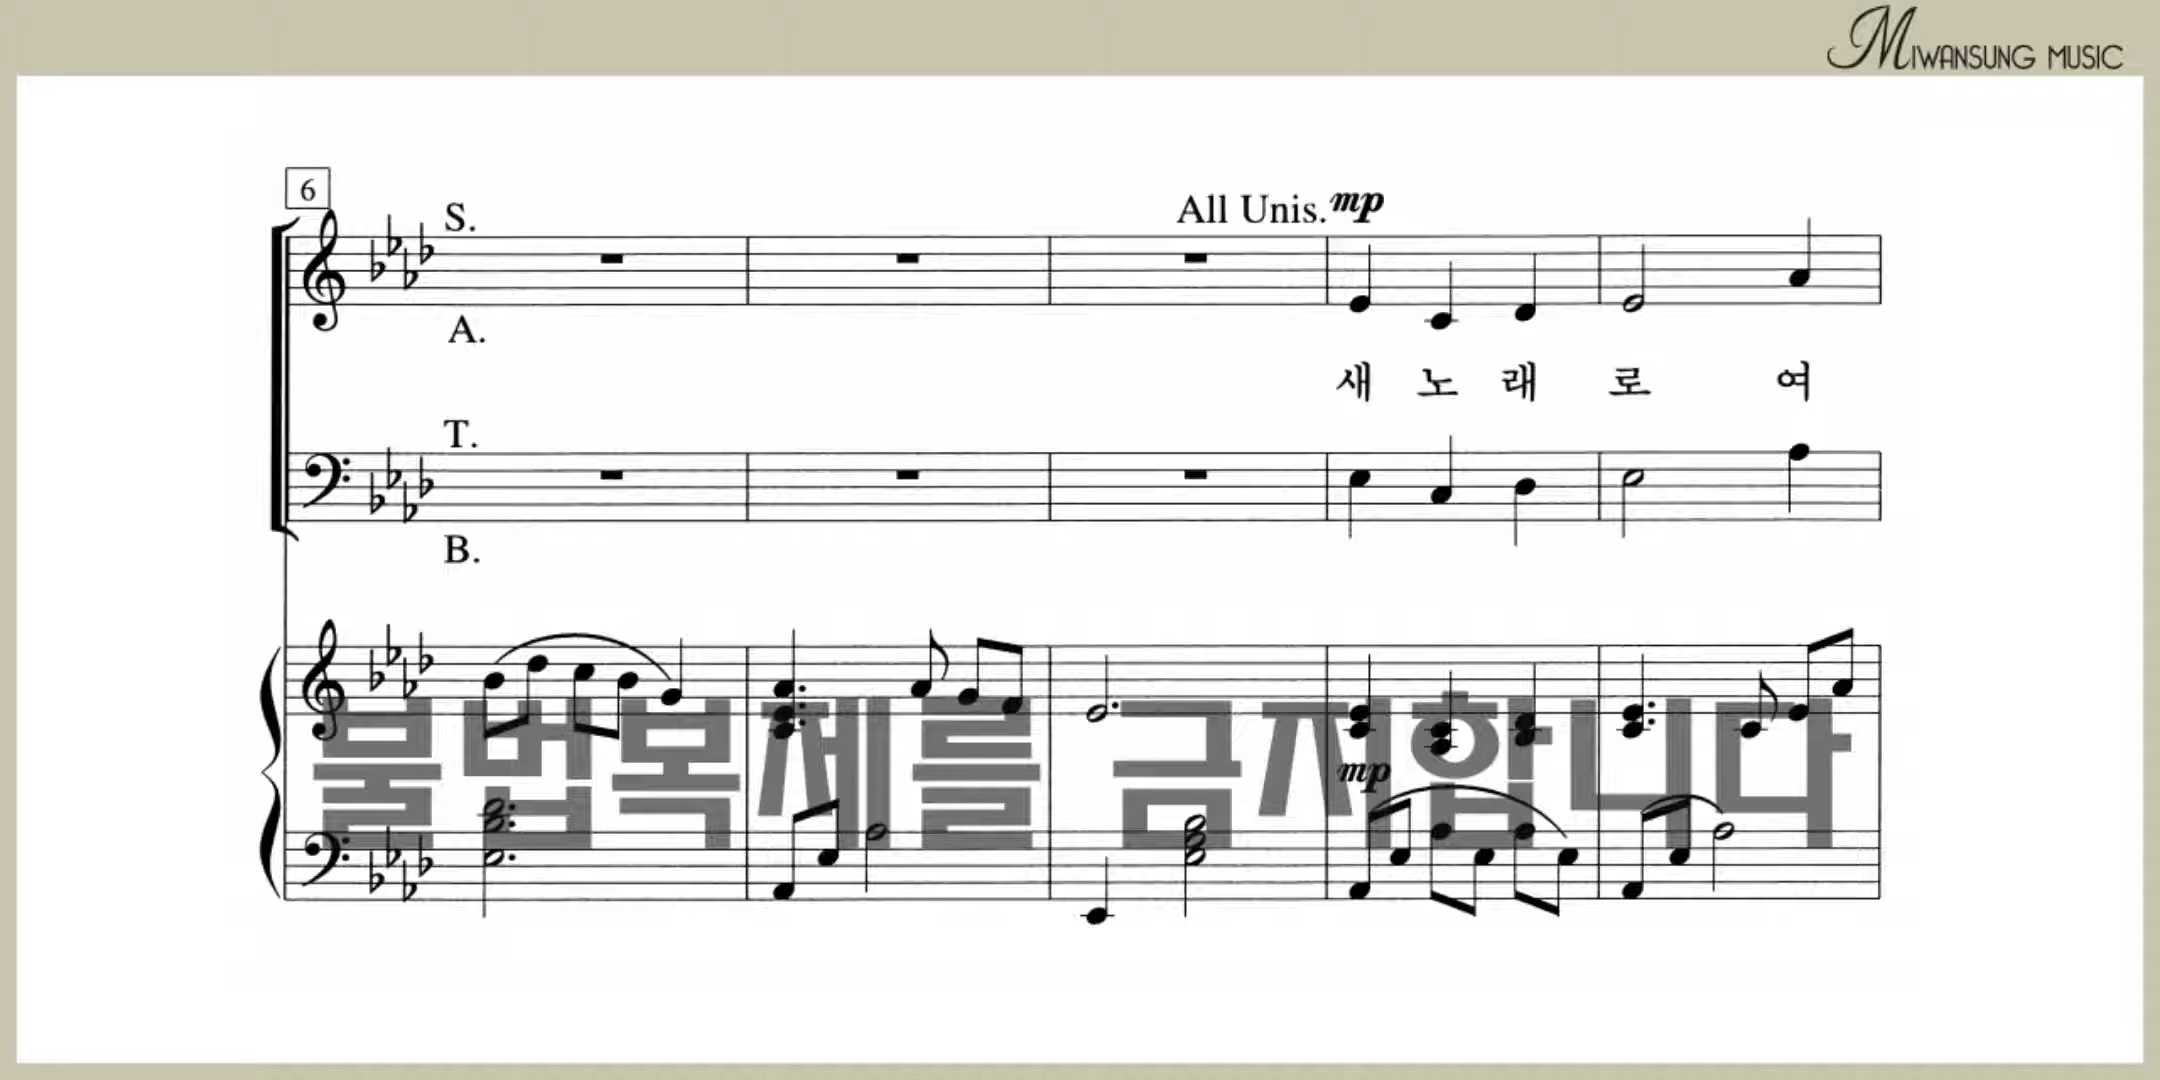 MIWANSUNG MUSIC
6
S.
All Unis. mp
A.
새 노 래 로 여
T.
B.
불법복제를 금지합니다
mp